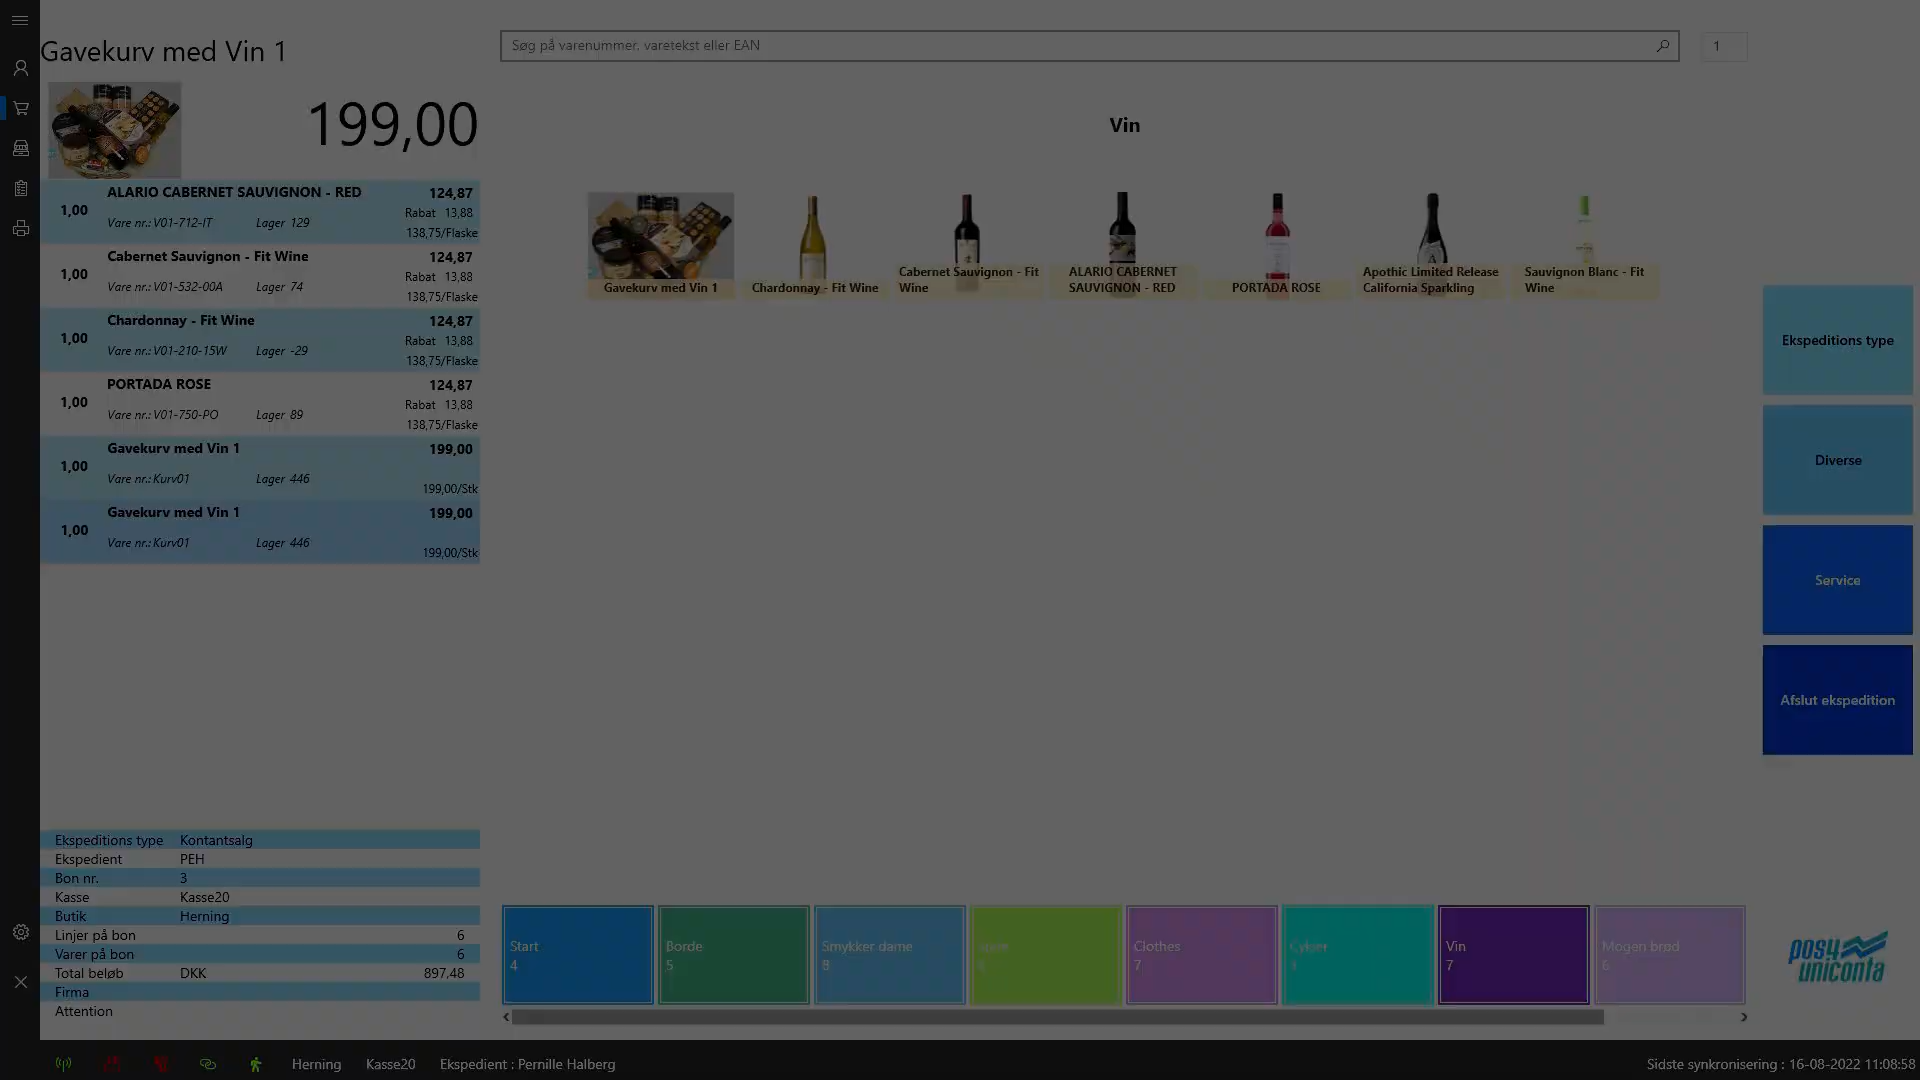 Gavekurv med Vin 1
199,00
1,00
ALARIO CABERNET SAUVIGNON - RED
124,87
Rabat 13,88
Vare nr.: V01-712-IT
Lager 129
138,75/Flaske
1,00
Cabernet Sauvignon - Fit Wine
124,87
Rabat 13,88
Vare nr.: V01-532-00A
Lager 74
138,75/Flaske
1,00
Chardonnay - Fit Wine
124,87
Rabat 13,88
Vare nr.: V01-210-15W
Lager -29
138,75/Flaske
1,00
PORTADA ROSE
124,87
Rabat 13,88
Vare nr.: V01-750-PO
Lager 89
138,75/Flaske
1,00
Gavekurv med Vin 1
199,00
Vare nr.: Kurv01
Lager 446
199,00/Stk
1,00
Gavekurv med Vin 1
199,00
Vare nr.: Kurv01
Lager 446
199,00/Stk
Ekspeditions type Kontantsalg
Ekspedient PEH
Bon nr. 3
Kasse Kasse20
Butik Herning
Linjer på bon 6
Varer på bon 6
Total beløb DKK 897,48
Firma
Attention
Søg på varenummer, varetekst eller EAN
1
Vin
Gavekurv med Vin 1
Chardonnay - Fit Wine
Cabernet Sauvignon - Fit
Wine
ALARIO CABERNET
SAUVIGNON - RED
PORTADA ROSE
Apothic Limited Release
California Sparkling
Sauvignon Blanc - Fit
Wine
Ekspeditions type
Diverse
Service
Afslut ekspedition
Start
4
Borde
5
Smykker dame
8
Clothes
7
Cykler
Vin
7
Mogen brød
6
pos4
uniconta
Herning
Kasse20
Ekspedient : Pernille Halberg
Sidste synkronisering : 16-08-2022 11:08:58